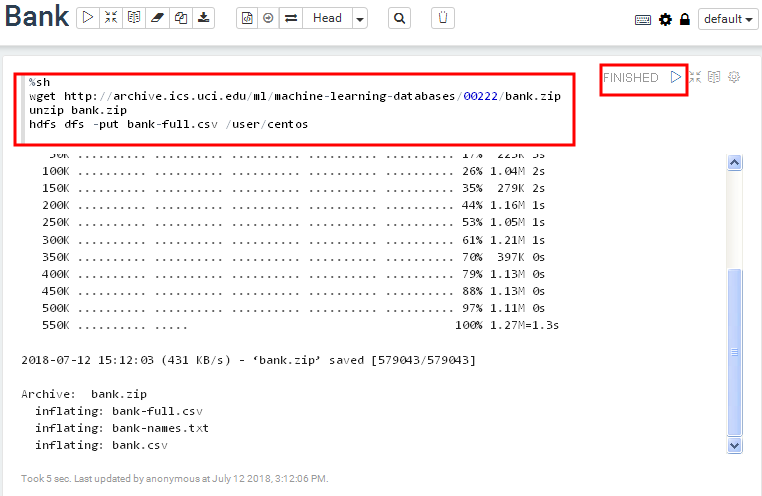 Bank
Head
default
%sh
FINISHED
wget http://archive.ics.uci.edu/ml/machine-learning-databases/00222/bank.zip
unzip bank.zip
hdfs dfs -put bank-full.csv /user/centos
50K .......... .......... .......... .......... .......... 17% 223K 3s
100K .......... .......... .......... .......... .......... 26% 1.04M 2s
150K .......... .......... .......... .......... .......... 35% 279K 2s
200K .......... .......... .......... .......... .......... 44% 1.16M 1s
250K .......... .......... .......... .......... .......... 53% 1.05M 1s
300K .......... .......... .......... .......... .......... 61% 1.21M 1s
350K .......... .......... .......... .......... .......... 70% 397K 0s
400K .......... .......... .......... .......... .......... 79% 1.13M 0s
450K .......... .......... .......... .......... .......... 88% 1.13M 0s
500K .......... .......... .......... .......... .......... 97% 1.11M 0s
550K .......... ..... 100% 1.27M=1.3s
2018-07-12 15:12:03 (431 KB/s) - ‘bank.zip’ saved [579043/579043]
Archive:  bank.zip
inflating: bank-full.csv
inflating: bank-names.txt
inflating: bank.csv
Took 5 sec. Last updated by anonymous at July 12 2018, 3:12:06 PM.